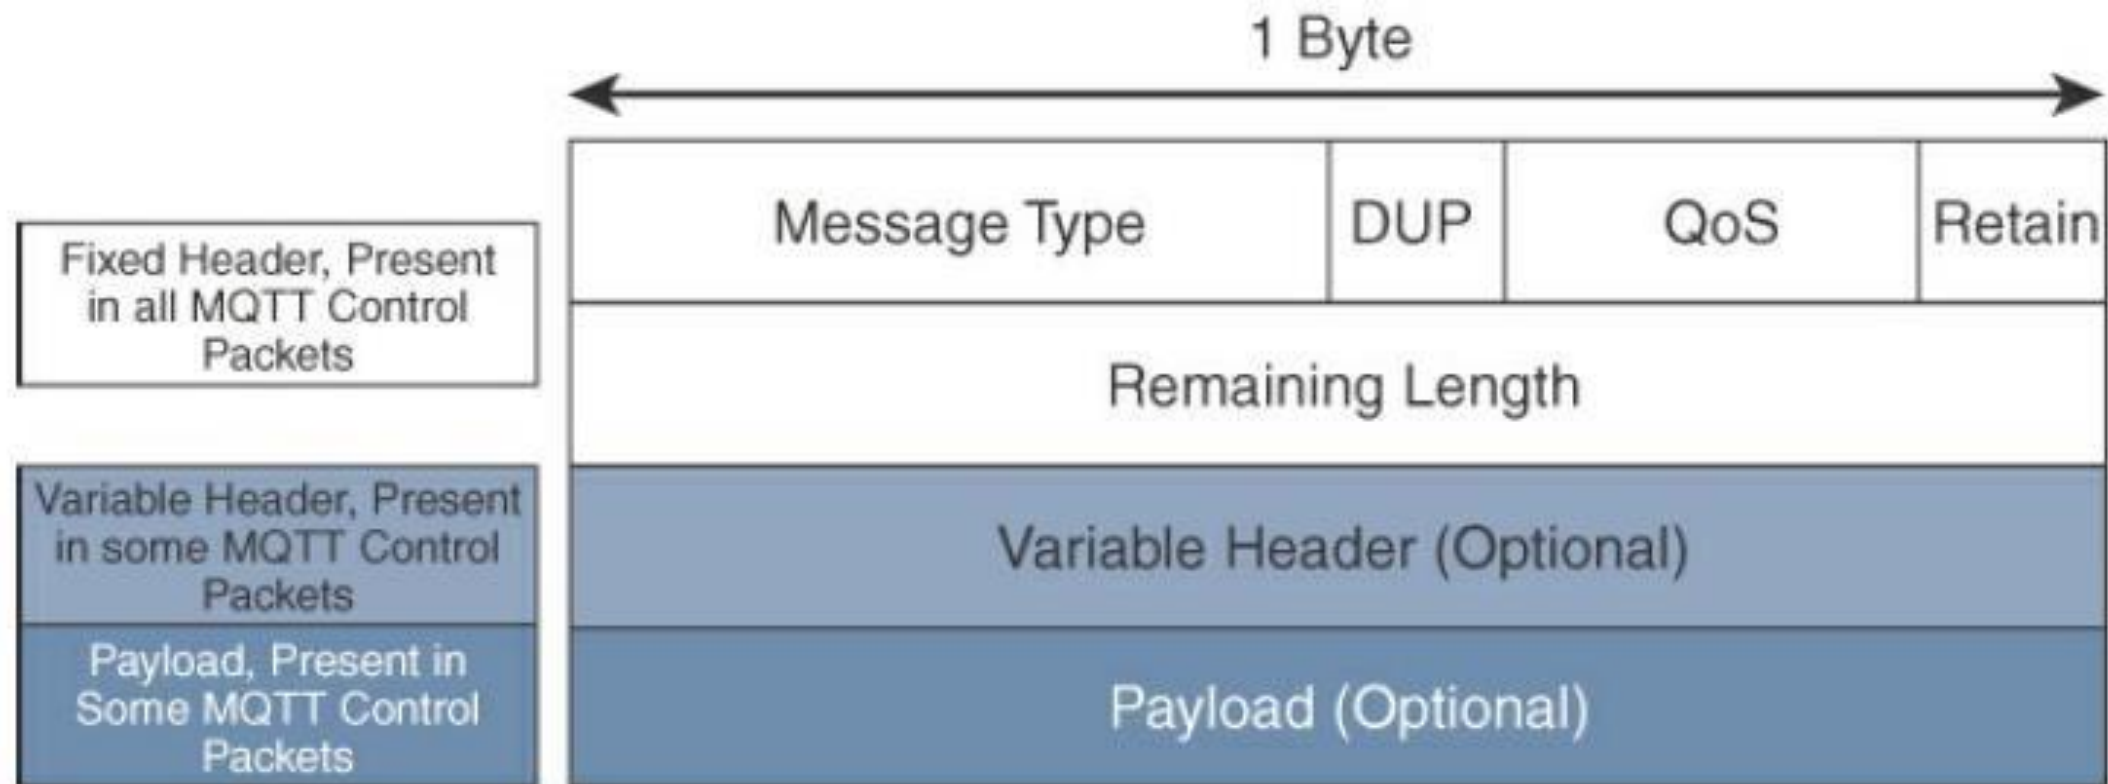 1 Byte
Message Type
DUP
QoS
Retain
Fixed Header, Present
in all MQTT Control
Packets
Remaining Length
Variable Header, Present
in some MQTT Control
Packets
Variable Header (Optional)
Payload, Present in
Some MQTT Control
Packets
Payload (Optional)